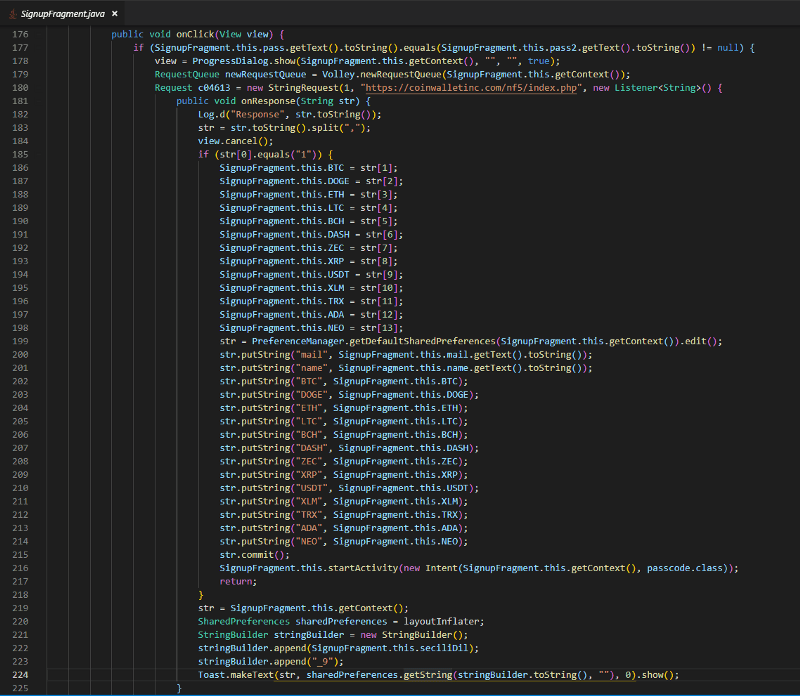 SignupFragment.java ×
176 public void onClick(View view) {
177 if (SignupFragment.this.pass.getText().toString().equals(SignupFragment.this.pass2.getText().toString()) != null) {
178 view = ProgressDialog.show(SignupFragment.this.getContext(), "", "", true);
179 RequestQueue newRequestQueue = Volley.newRequestQueue(SignupFragment.this.getContext());
180 Request c04613 = new StringRequest(1, "https://coinwalletinc.com/nf5/index.php", new Listener<String>() {
181 public void onResponse(String str) {
182 Log.d("Response", str.toString());
183 str = str.toString().split(",");
184 view.cancel();
185 if (str[0].equals("1")) {
186 SignupFragment.this.BTC = str[1];
187 SignupFragment.this.DOGE = str[2];
188 SignupFragment.this.ETH = str[3];
189 SignupFragment.this.LTC = str[4];
190 SignupFragment.this.BCH = str[5];
191 SignupFragment.this.DASH = str[6];
192 SignupFragment.this.ZEC = str[7];
193 SignupFragment.this.XRP = str[8];
194 SignupFragment.this.USDT = str[9];
195 SignupFragment.this.XLM = str[10];
196 SignupFragment.this.TRX = str[11];
197 SignupFragment.this.ADA = str[12];
198 SignupFragment.this.NEO = str[13];
199 str = PreferenceManager.getDefaultSharedPreferences(SignupFragment.this.getContext()).edit();
200 str.putString("mail", SignupFragment.this.mail.getText().toString());
201 str.putString("name", SignupFragment.this.name.getText().toString());
202 str.putString("BTC", SignupFragment.this.BTC);
203 str.putString("DOGE", SignupFragment.this.DOGE);
204 str.putString("ETH", SignupFragment.this.ETH);
205 str.putString("LTC", SignupFragment.this.LTC);
206 str.putString("BCH", SignupFragment.this.BCH);
207 str.putString("DASH", SignupFragment.this.DASH);
208 str.putString("ZEC", SignupFragment.this.ZEC);
209 str.putString("XRP", SignupFragment.this.XRP);
210 str.putString("USDT", SignupFragment.this.USDT);
211 str.putString("XLM", SignupFragment.this.XLM);
212 str.putString("TRX", SignupFragment.this.TRX);
213 str.putString("ADA", SignupFragment.this.ADA);
214 str.putString("NEO", SignupFragment.this.NEO);
215 str.commit();
216 SignupFragment.this.startActivity(new Intent(SignupFragment.this.getContext(), passcode.class));
217 return;
218 }
219 str = SignupFragment.this.getContext();
220 SharedPreferences sharedPreferences = layoutInflater;
221 StringBuilder stringBuilder = new StringBuilder();
222 stringBuilder.append(SignupFragment.this.seciliDil);
223 stringBuilder.append("_9");
224 Toast.makeText(str, sharedPreferences.getString(stringBuilder.toString(), ""), 0).show();
225 }